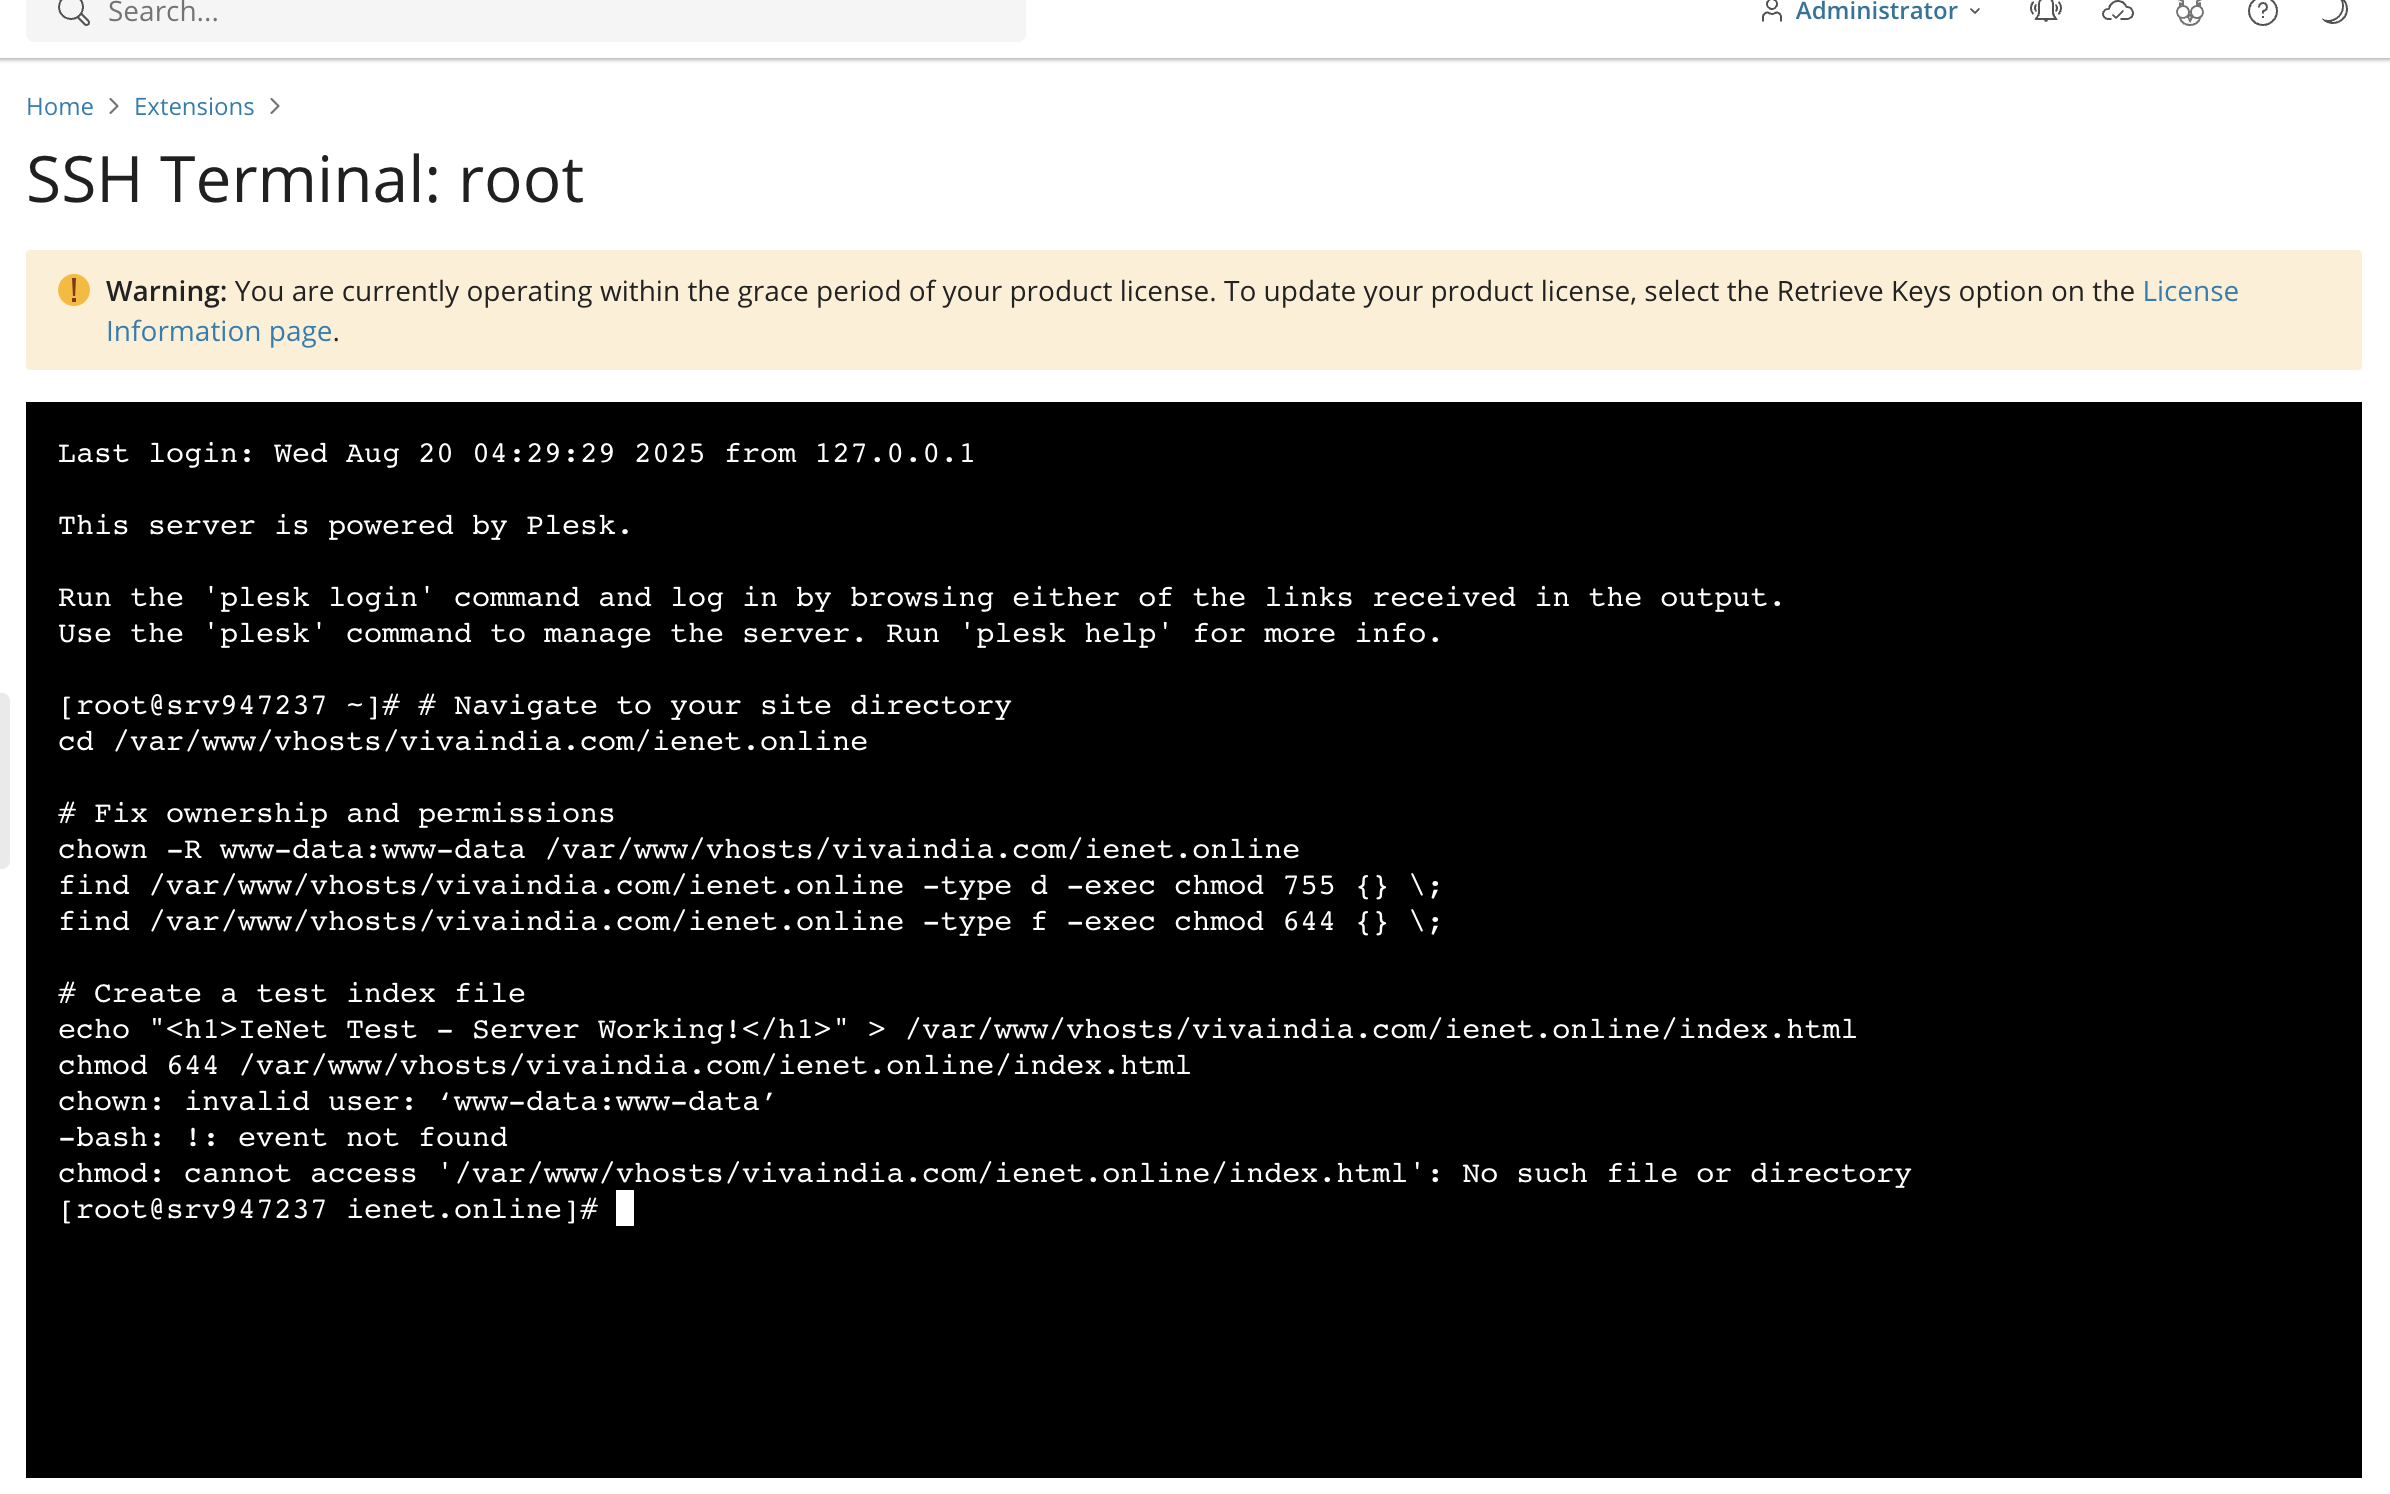 Search...
Administrator
Home > Extensions >
SSH Terminal: root
Warning: You are currently operating within the grace period of your product license. To update your product license, select the Retrieve Keys option on the License
Information page.
Last login: Wed Aug 20 04:29:29 2025 from 127.0.0.1
This server is powered by Plesk.
Run the 'plesk login' command and log in by browsing either of the links received in the output.
Use the 'plesk' command to manage the server. Run 'plesk help' for more info.
[root@srv947237 ~]# # Navigate to your site directory
cd /var/www/vhosts/vivaindia.com/ienet.online
# Fix ownership and permissions
chown -R www-data:www-data /var/www/vhosts/vivaindia.com/ienet.online
find /var/www/vhosts/vivaindia.com/ienet.online -type d -exec chmod 755 {} \;
find /var/www/vhosts/vivaindia.com/ienet.online -type f -exec chmod 644 {} \;
# Create a test index file
echo "<h1>IeNet Test - Server Working!</h1>" > /var/www/vhosts/vivaindia.com/ienet.online/index.html
chmod 644 /var/www/vhosts/vivaindia.com/ienet.online/index.html
chown: invalid user: ‘www-data:www-data’
-bash: !: event not found
chmod: cannot access '/var/www/vhosts/vivaindia.com/ienet.online/index.html': No such file or directory
[root@srv947237 ienet.online]#